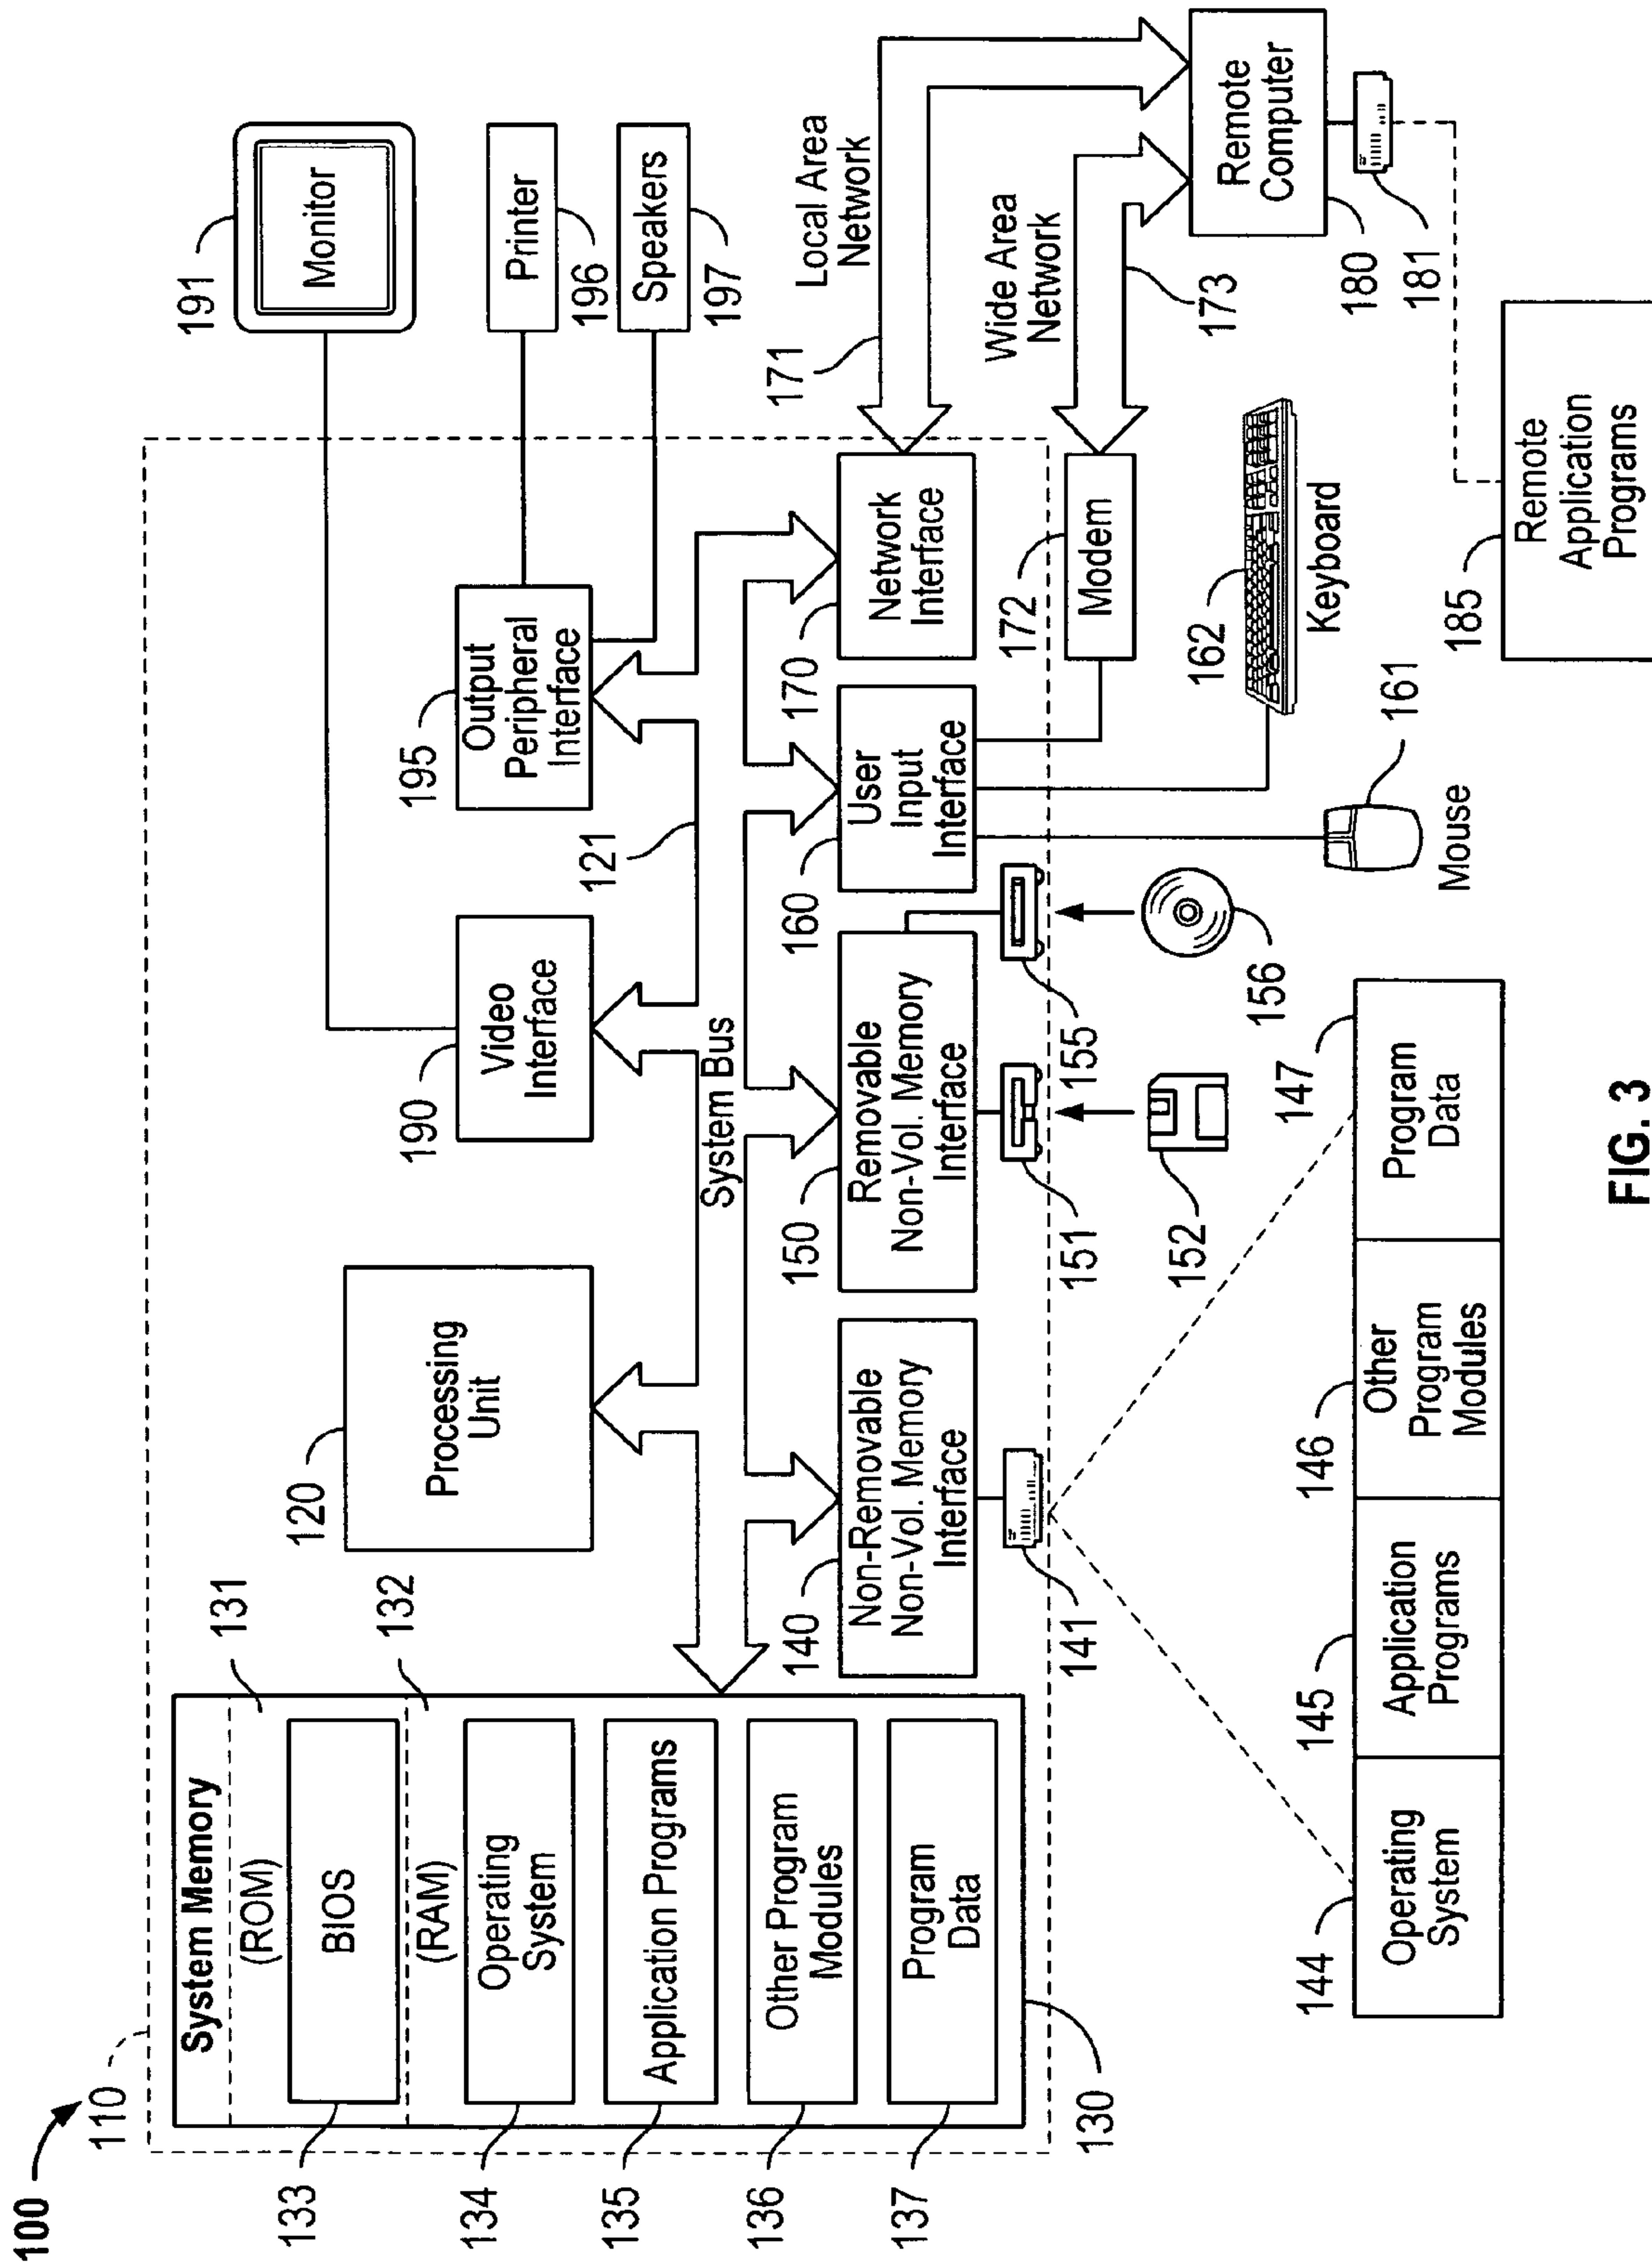 100
110
System Memory
(ROM)
131
BIOS
133
(RAM)
132
Operating
System
134
Application Programs
135
Other Program
Modules
136
Program
Data
137
130
120
Processing
Unit
190
Video
Interface
195
Output
Peripheral
Interface
191
Monitor
Printer
196
Speakers
197
System Bus
121
140
Non-Removable
Non-Vol. Memory
Interface
150
Removable
Non-Vol. Memory
Interface
160
User
Input
Interface
170
Network
Interface
171
Local Area
Network
141
151
155
172
Modem
Wide Area
Network
173
152
156
162
Keyboard
161
Mouse
Remote
Computer
180
181
144
Operating
System
145
Application
Programs
146
Other
Program
Modules
147
Program
Data
185
Remote
Application
Programs
FIG. 3